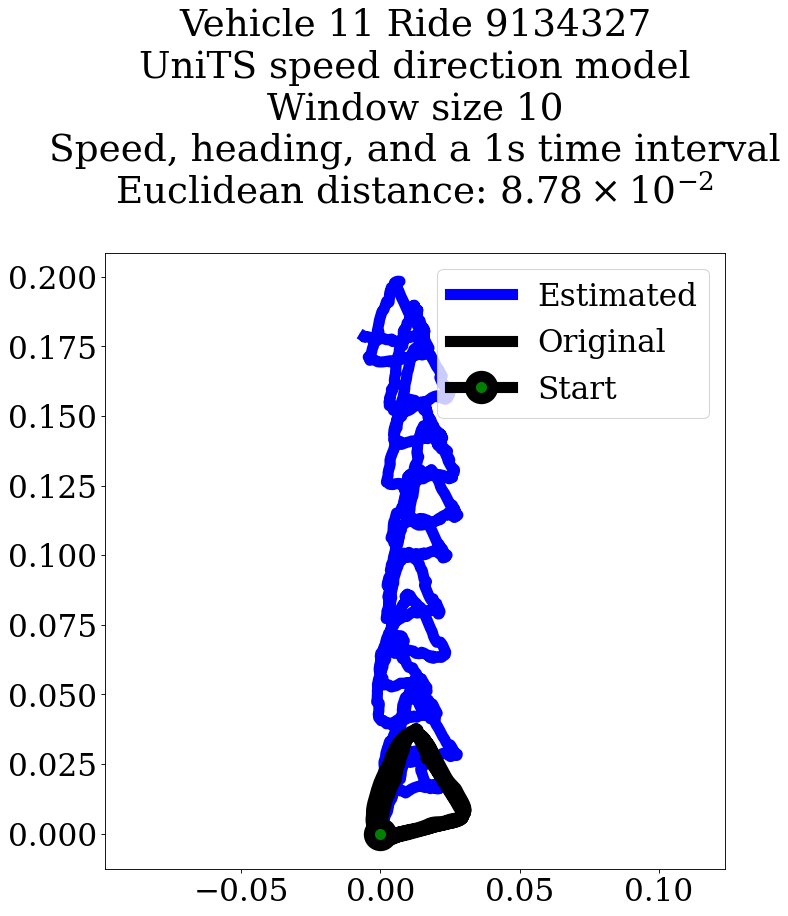 Vehicle 11 Ride 9134327
UniTS speed direction model
Window size 10
Speed, heading, and a 1s time interval
Euclidean distance: 8.78 × 10⁻²
Estimated
Original
Start
0.200
0.175
0.150
0.125
0.100
0.075
0.050
0.025
0.000
−0.05 0.00 0.05 0.10